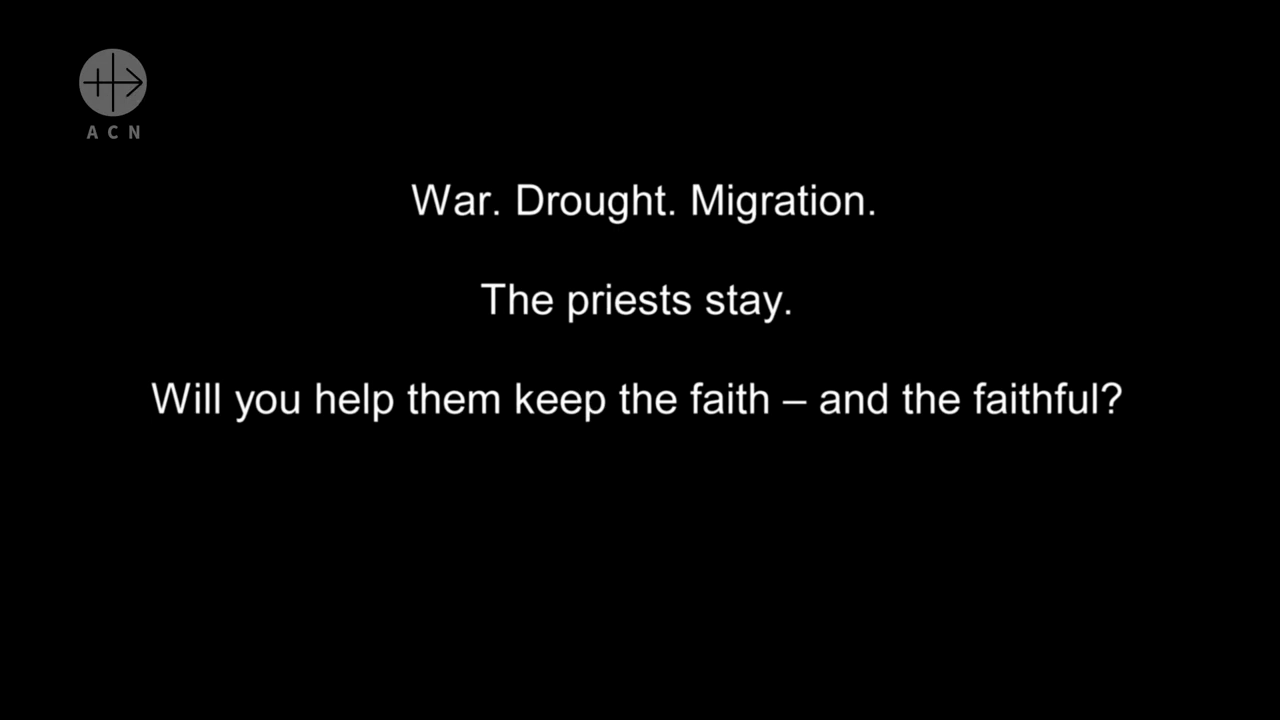 ACN
War. Drought. Migration.
The priests stay.
Will you help them keep the faith – and the faithful?